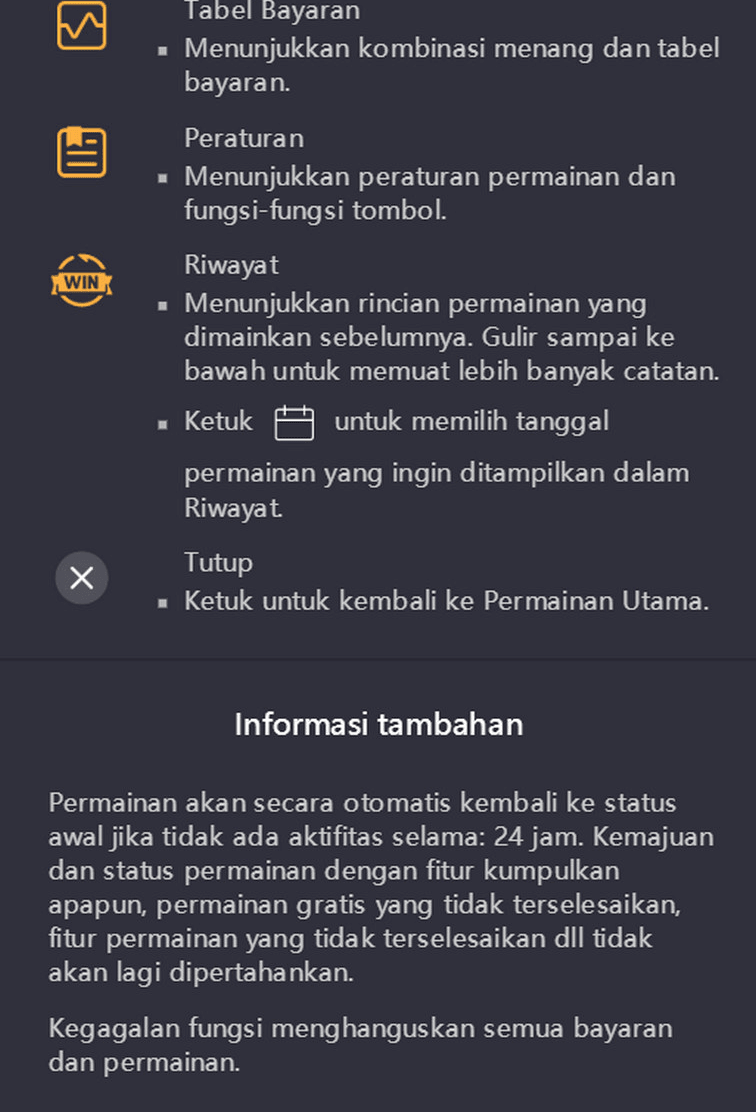 Tabel Bayaran
▪ Menunjukkan kombinasi menang dan tabel
bayaran.
Peraturan
▪ Menunjukkan peraturan permainan dan
fungsi-fungsi tombol.
WIN
Riwayat
▪ Menunjukkan rincian permainan yang
dimainkan sebelumnya. Gulir sampai ke
bawah untuk memuat lebih banyak catatan.
▪ Ketuk untuk memilih tanggal
permainan yang ingin ditampilkan dalam
Riwayat.
Tutup
▪ Ketuk untuk kembali ke Permainan Utama.
Informasi tambahan
Permainan akan secara otomatis kembali ke status
awal jika tidak ada aktifitas selama: 24 jam. Kemajuan
dan status permainan dengan fitur kumpulkan
apapun, permainan gratis yang tidak terselesaikan,
fitur permainan yang tidak terselesaikan dll tidak
akan lagi dipertahankan.
Kegagalan fungsi menghanguskan semua bayaran
dan permainan.